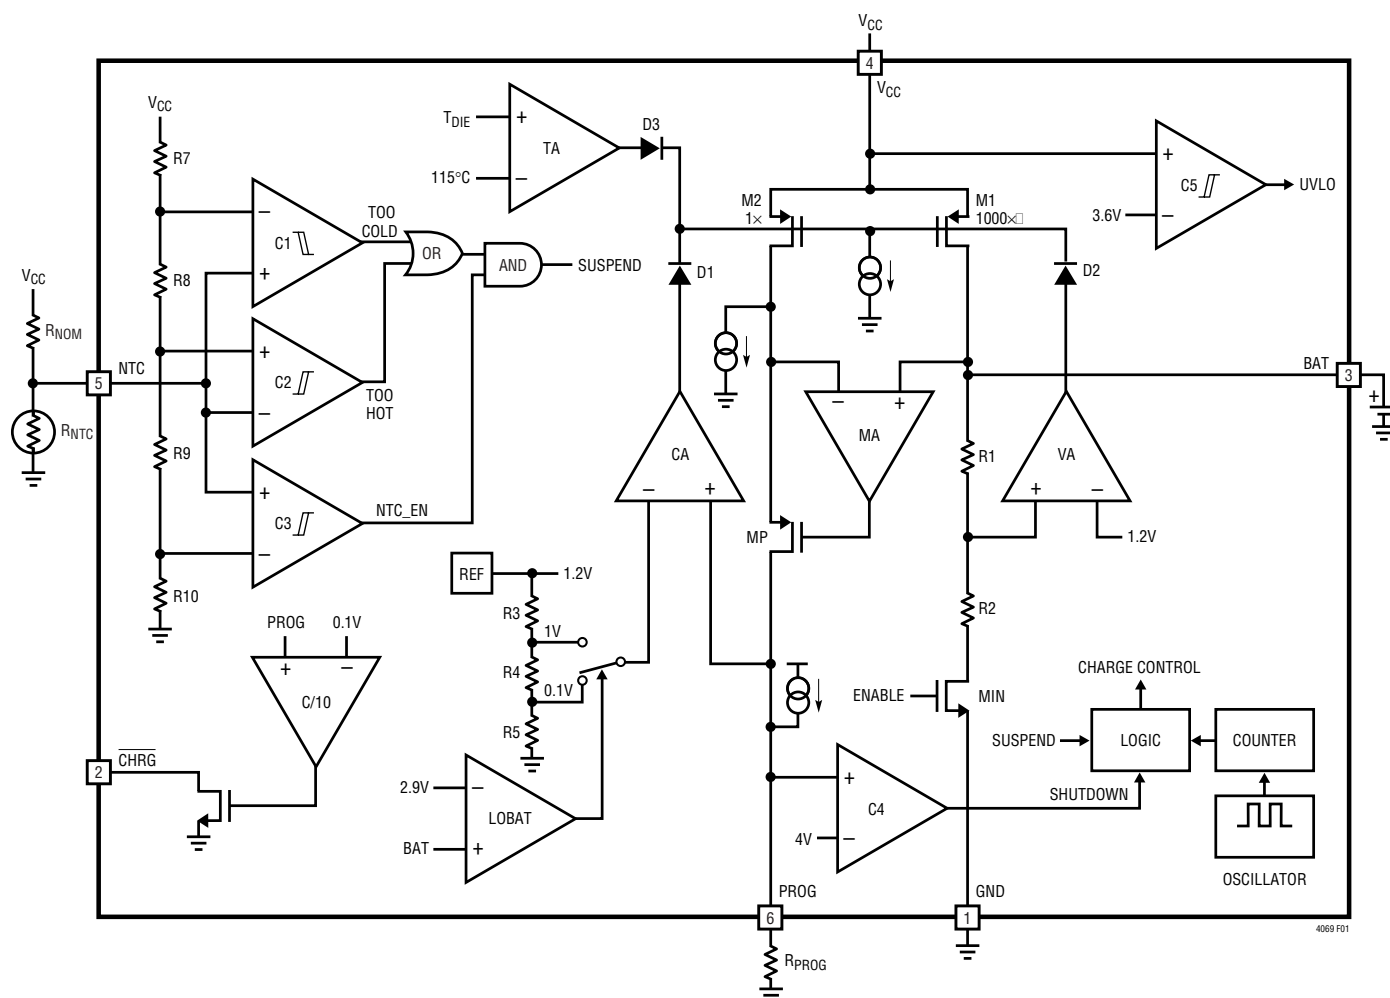 VCC
4
VCC
VCC
TDIE
+
TA
D3
115°C
−
R7
+
C5
UVLO
3.6V
−
M2
1×
M1
1000×□
−
TOO
COLD
C1
OR
AND
SUSPEND
+
R8
VCC
RNOM
D1
D2
5
NTC
+
C2
−
TOO
HOT
BAT
3
+
RNTC
R9
−
+
MA
CA
−
+
R1
VA
+
−
1.2V
+
C3
−
NTC_EN
MP
REF
1.2V
R3
1V
R4
0.1V
R5
R10
PROG
0.1V
+
−
C/10
R2
ENABLE
MIN
CHARGE CONTROL
SUSPEND
LOGIC
COUNTER
CHRG
2
2.9V
−
LOBAT
BAT
+
+
C4
4V
−
SHUTDOWN
OSCILLATOR
PROG
6
GND
1
RPROG
4069 F01